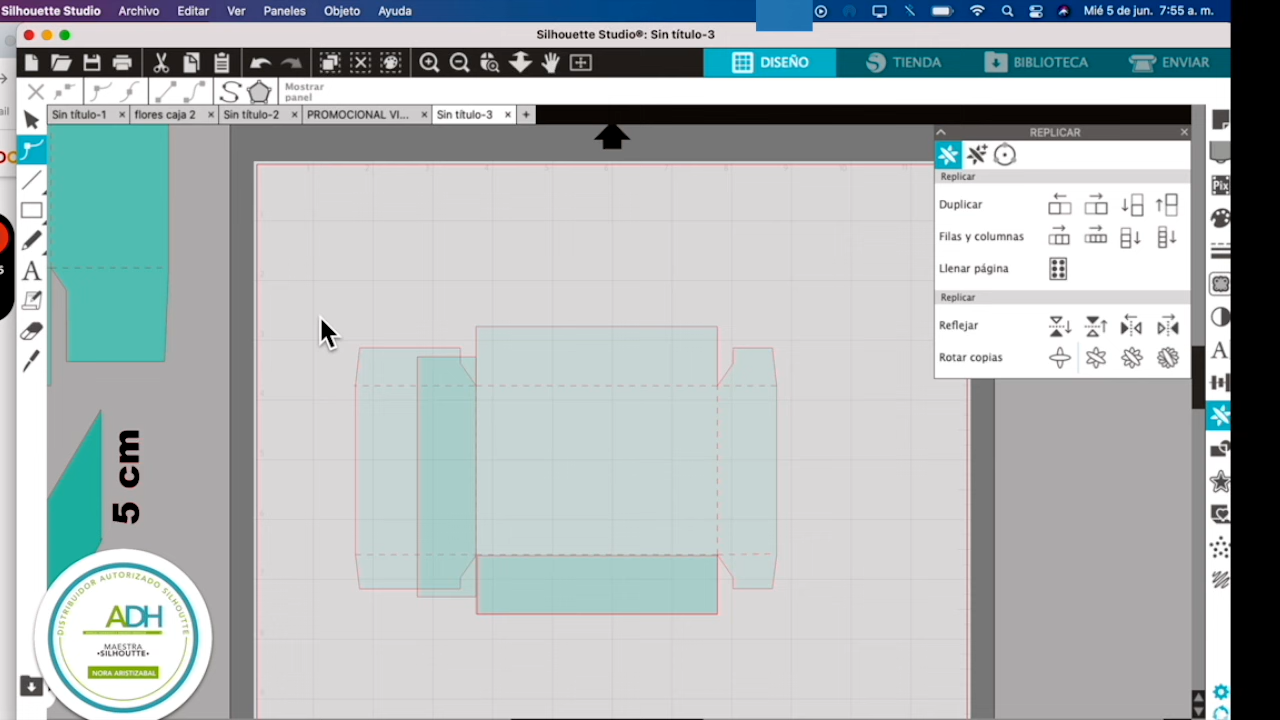 Silhouette Studio Archivo Editar Ver Paneles Objeto Ayuda Mié 5 de jun. 7:55 a. m.
Silhouette Studio®: Sin título-3
DISEÑO TIENDA BIBLIOTECA ENVIAR
Mostrar panel
Sin título-1 flores caja 2 Sin título-2 PROMOCIONAL VI... Sin título-3
REPLICAR
Replicar
Duplicar
Filas y columnas
Llenar página
Replicar
Reflejar
Rotar copias
Pix
5 cm
DISTRIBUIDOR AUTORIZADO SILHOUTTE
ADH
MAESTRA
•SILHOUTTE•
NORA ARISTIZABAL